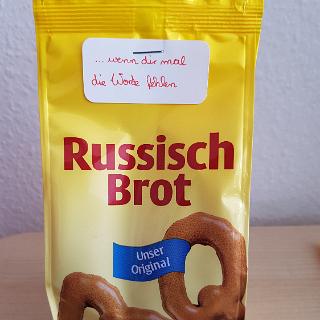 ... wenn dir mal
die Worte fehlen
Russisch
Brot
Unser
Original